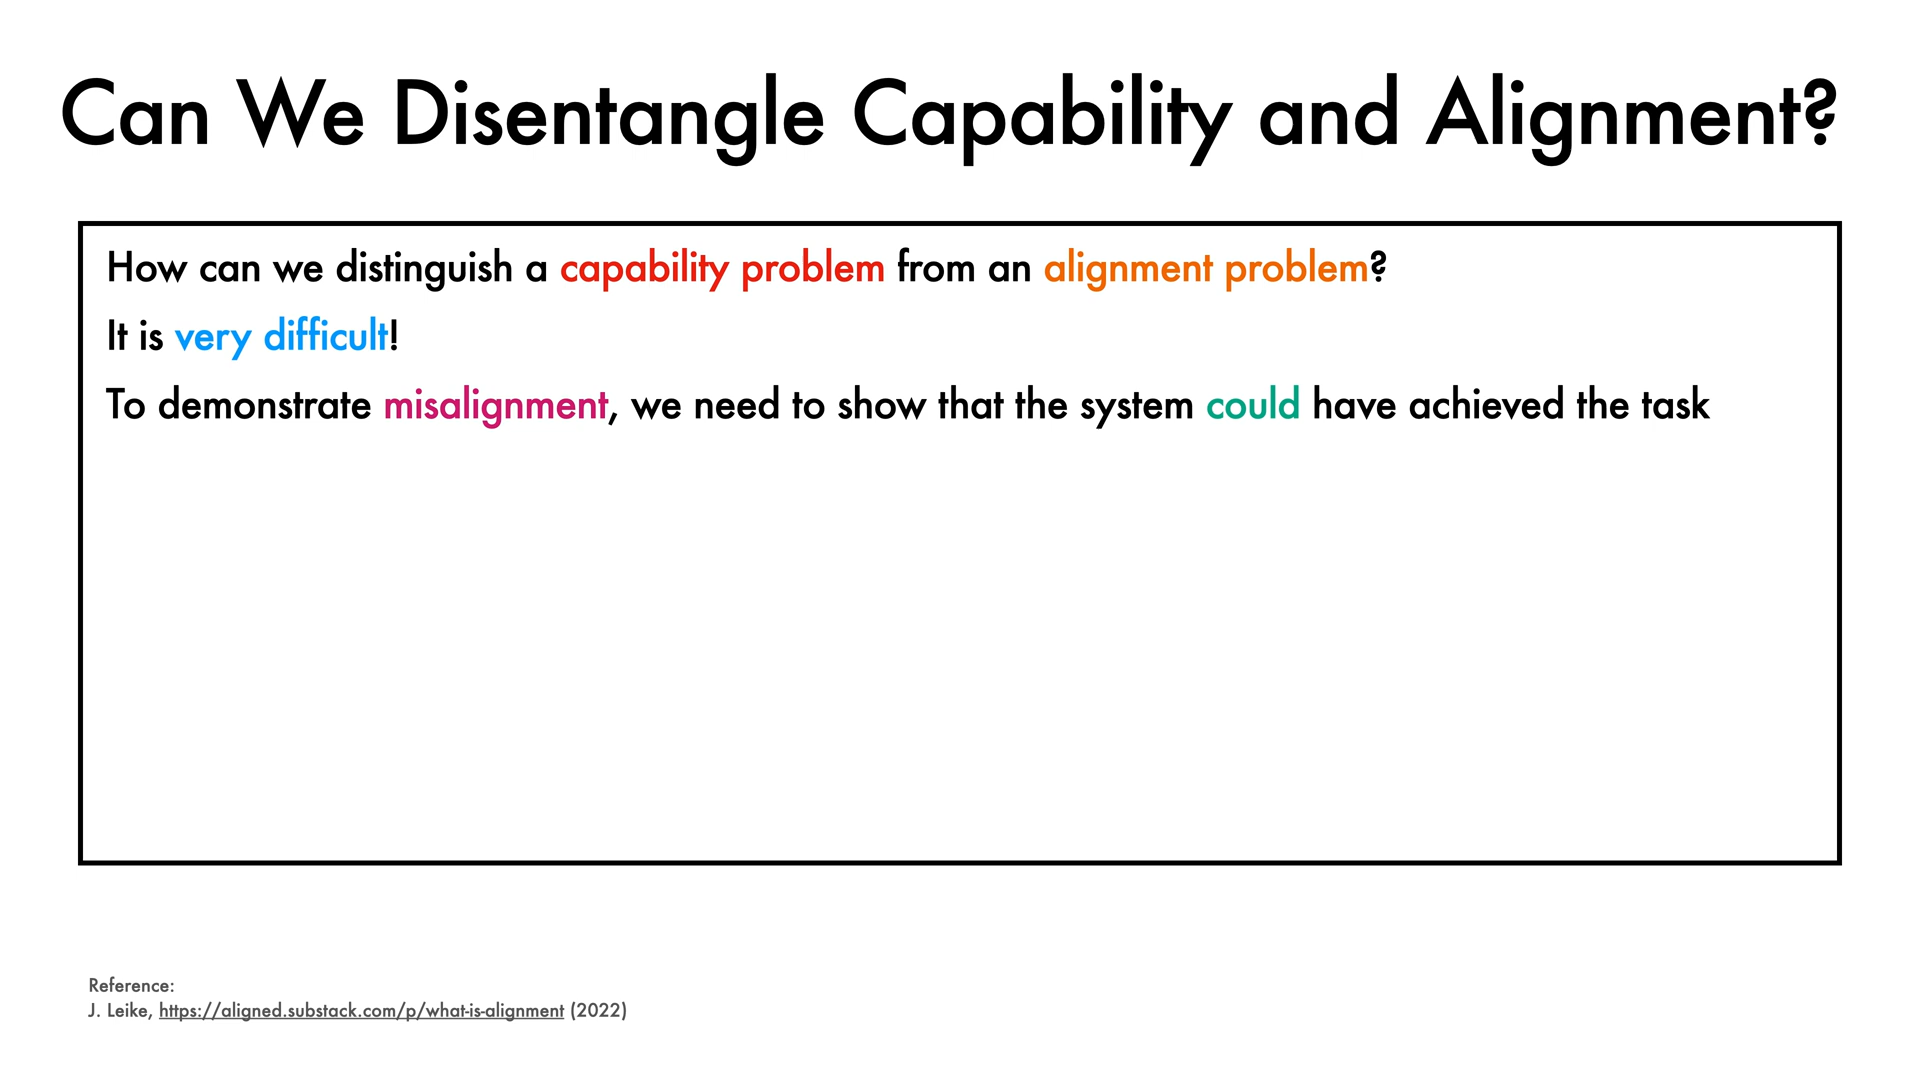 Can We Disentangle Capability and Alignment?
How can we distinguish a capability problem from an alignment problem?
It is very difficult!
To demonstrate misalignment, we need to show that the system could have achieved the task
Reference:
J. Leike, https://aligned.substack.com/p/what-is-alignment (2022)